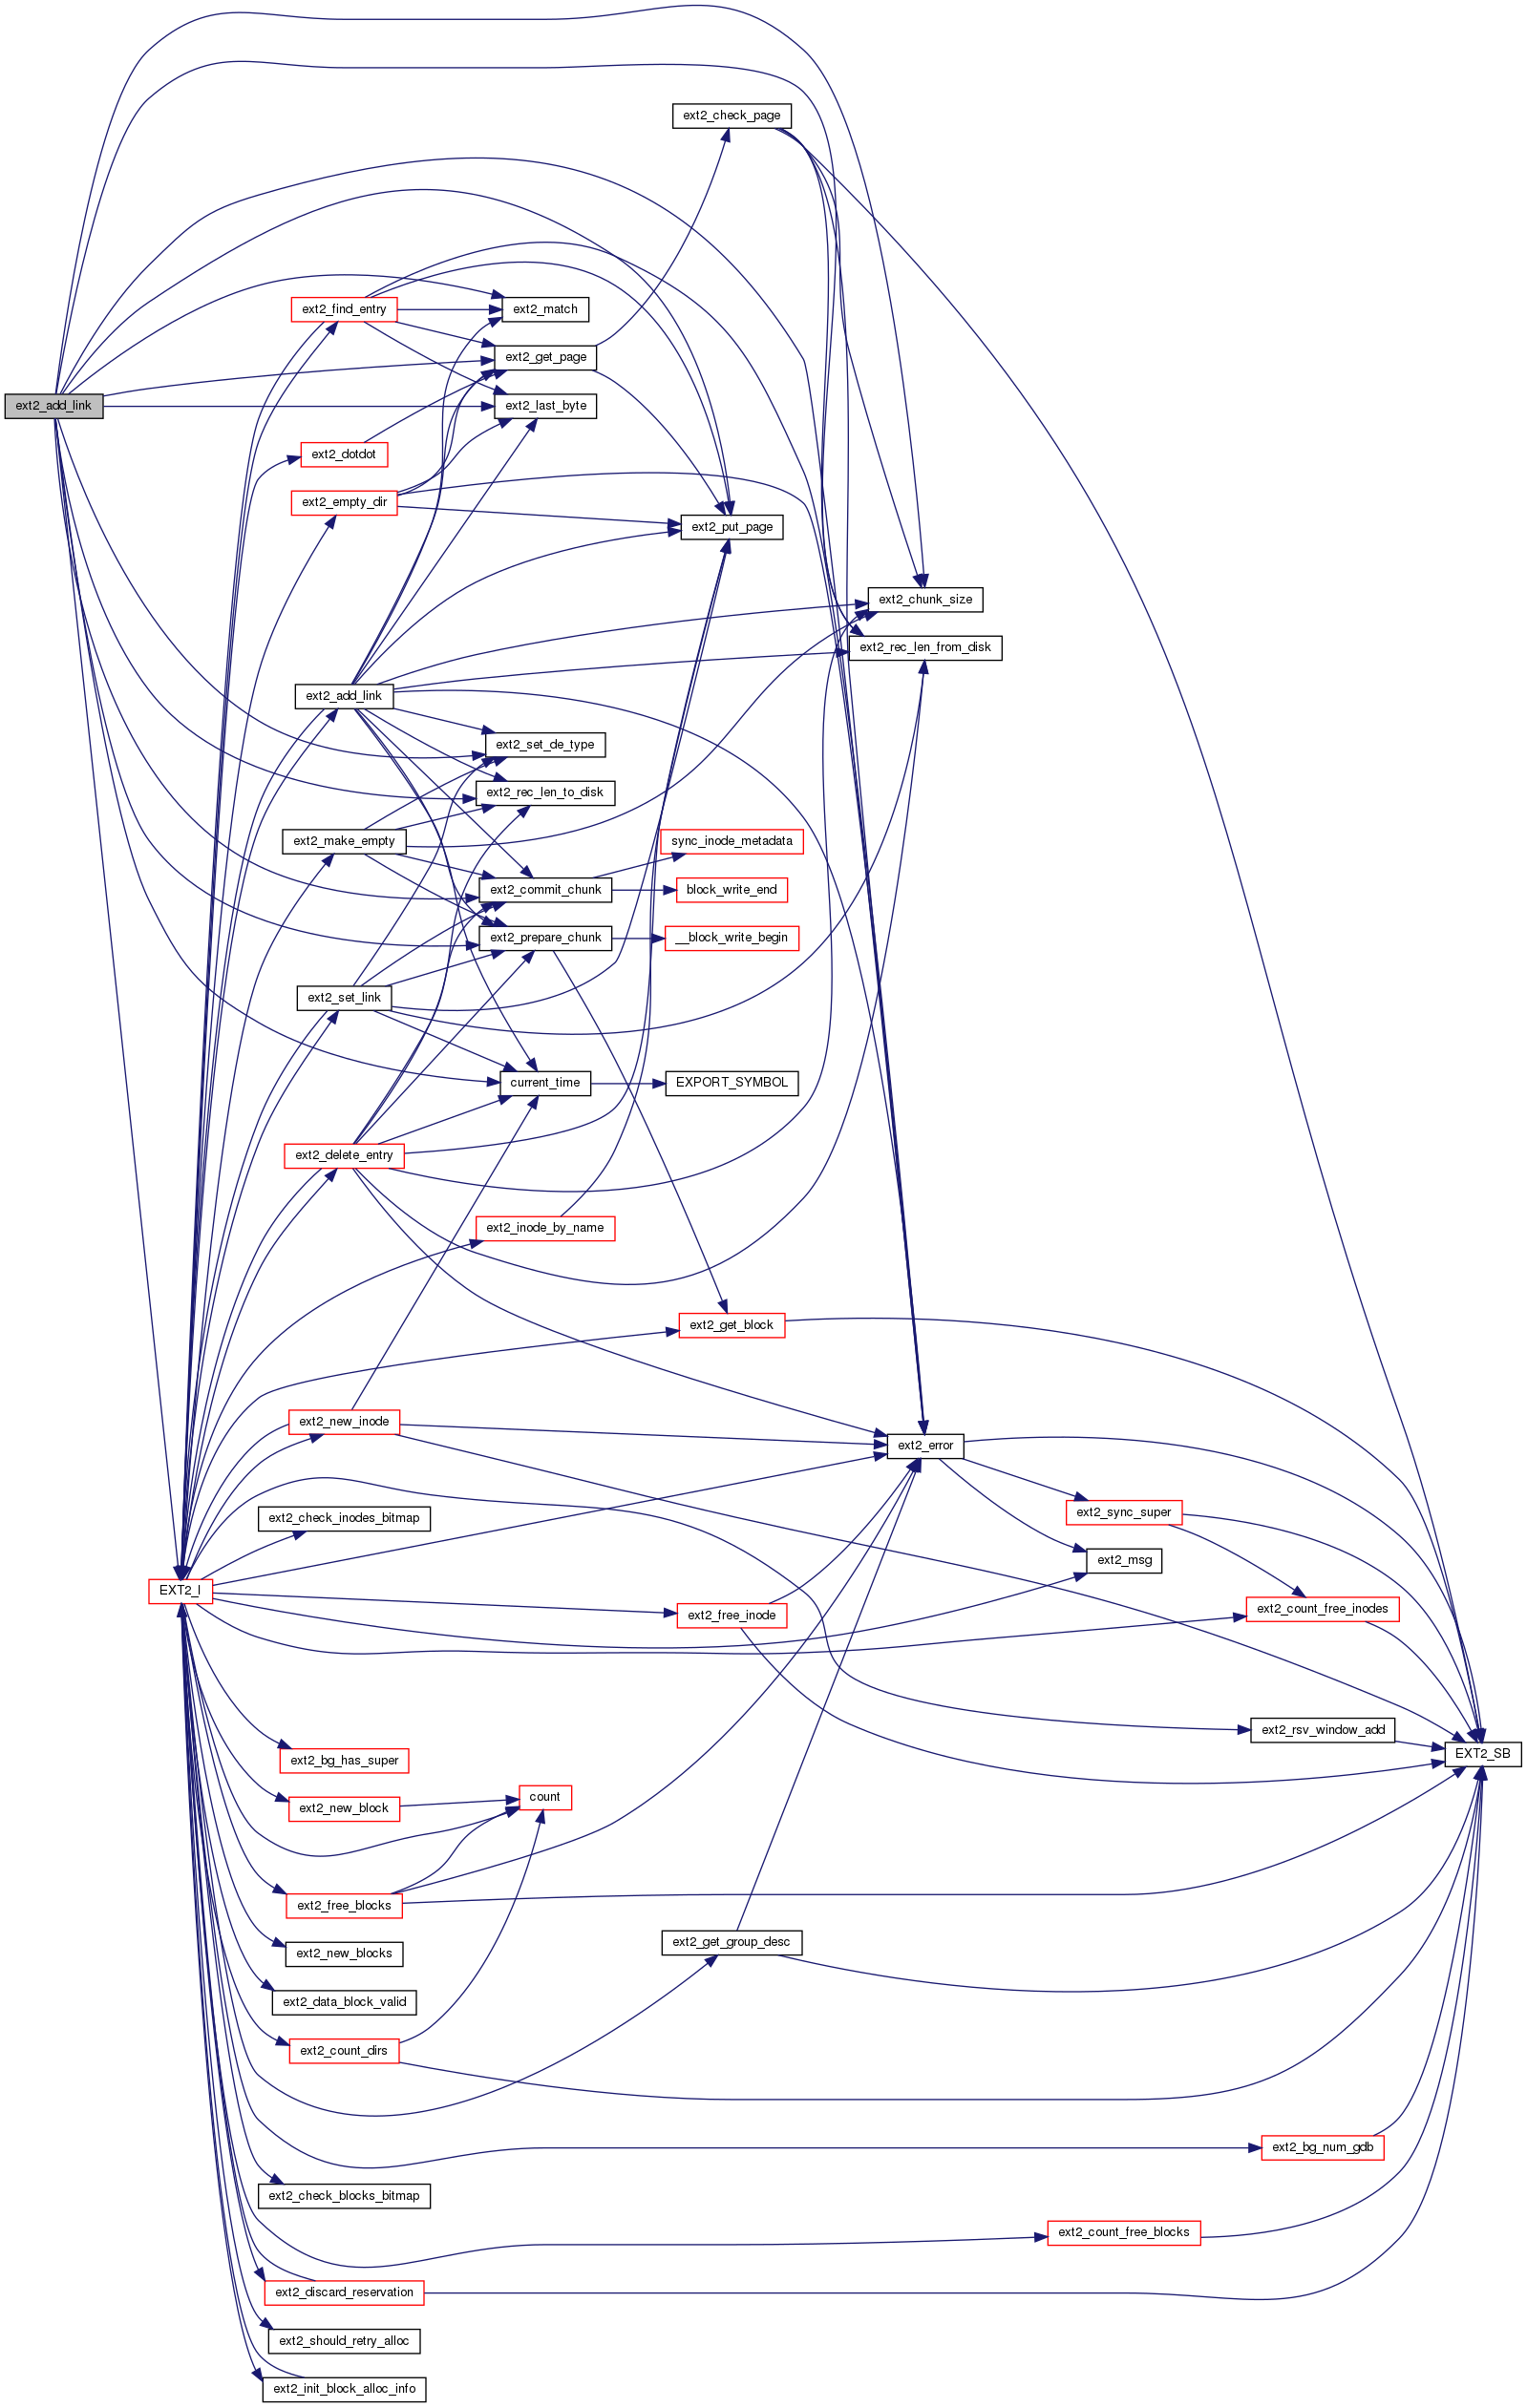 ext2_check_page
ext2_find_entry
ext2_match
ext2_get_page
ext2_add_link
ext2_last_byte
ext2_dotdot
ext2_empty_dir
ext2_put_page
ext2_chunk_size
ext2_rec_len_from_disk
ext2_add_link
ext2_set_de_type
ext2_rec_len_to_disk
ext2_make_empty
sync_inode_metadata
ext2_commit_chunk
block_write_end
ext2_prepare_chunk
__block_write_begin
ext2_set_link
current_time
EXPORT_SYMBOL
ext2_delete_entry
ext2_inode_by_name
ext2_get_block
ext2_new_inode
ext2_error
ext2_sync_super
ext2_check_inodes_bitmap
ext2_msg
EXT2_I
ext2_free_inode
ext2_count_free_inodes
ext2_rsv_window_add
EXT2_SB
ext2_bg_has_super
count
ext2_new_block
ext2_free_blocks
ext2_get_group_desc
ext2_new_blocks
ext2_data_block_valid
ext2_count_dirs
ext2_bg_num_gdb
ext2_check_blocks_bitmap
ext2_count_free_blocks
ext2_discard_reservation
ext2_should_retry_alloc
ext2_init_block_alloc_info